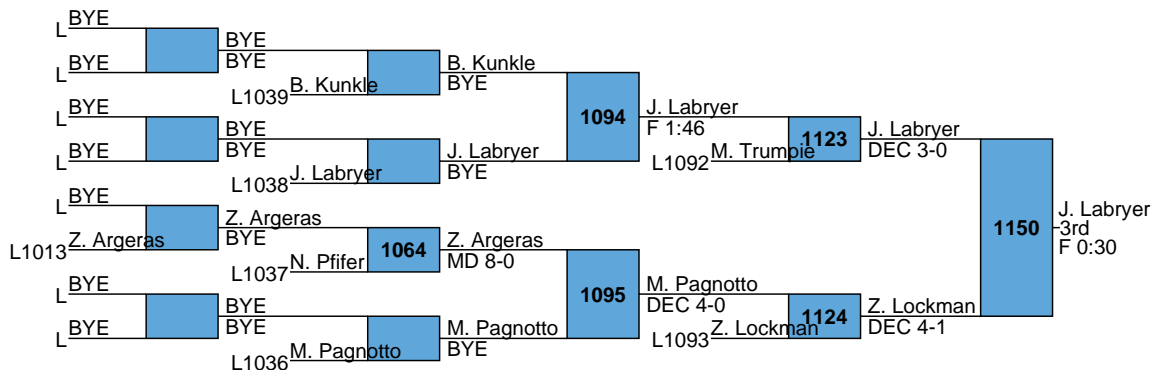 L BYE
L BYE
BYE
BYE
L1039 B. Kunkle
B. Kunkle
BYE
L BYE
L BYE
BYE
BYE
L1038 J. Labryer
J. Labryer
BYE
1094
J. Labryer
F 1:46
L1092 M. Trumpie
1123
J. Labryer
DEC 3-0
L BYE
L1013 Z. Argeras
Z. Argeras
BYE
L1037 N. Pfifer
1064
Z. Argeras
MD 8-0
L BYE
L BYE
BYE
BYE
L1036 M. Pagnotto
M. Pagnotto
BYE
1095
M. Pagnotto
DEC 4-0
L1093 Z. Lockman
1124
Z. Lockman
DEC 4-1
1150
J. Labryer
3rd
F 0:30